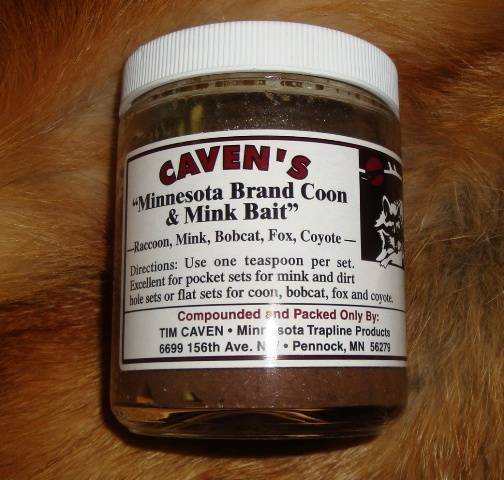 CAVEN'S
"Minnesota Brand Coon
& Mink Bait"
—Raccoon, Mink, Bobcat, Fox, Coyote —
Directions: Use one teaspoon per set.
Excellent for pocket sets for mink and dirt
hole sets or flat sets for coon, bobcat, fox and coyote.
Compounded and Packed Only By:
TIM CAVEN • Minnesota Trapline Products
6699 156th Ave. NW • Pennock, MN 56279